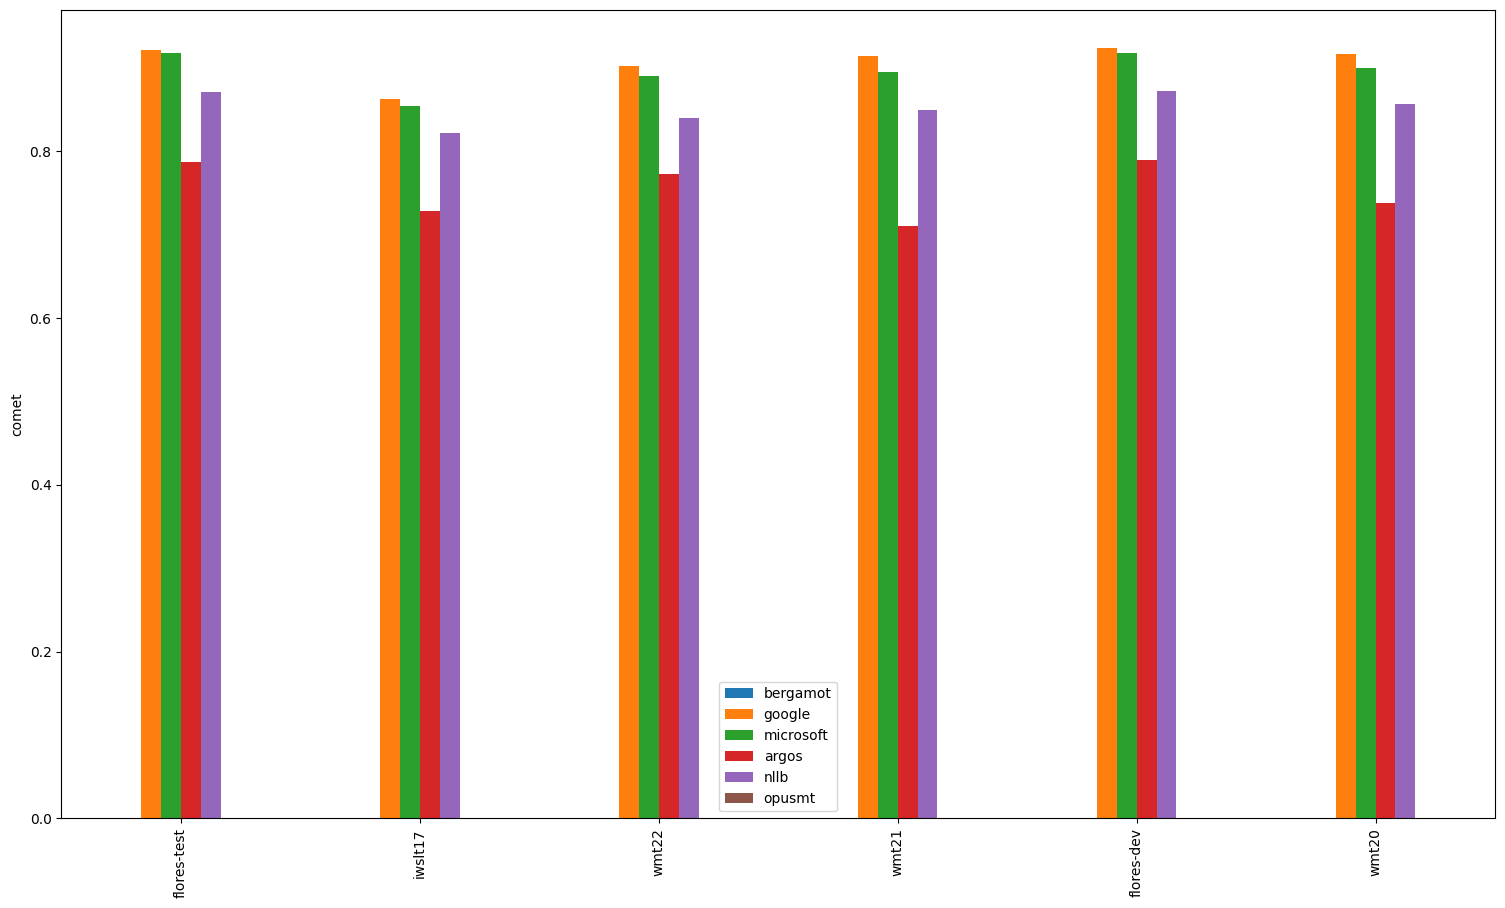 comet
0.8
0.6
0.4
0.2
0.0
bergamot
google
microsoft
argos
nllb
opusmt
flores-test
iwslt17
wmt22
wmt21
flores-dev
wmt20